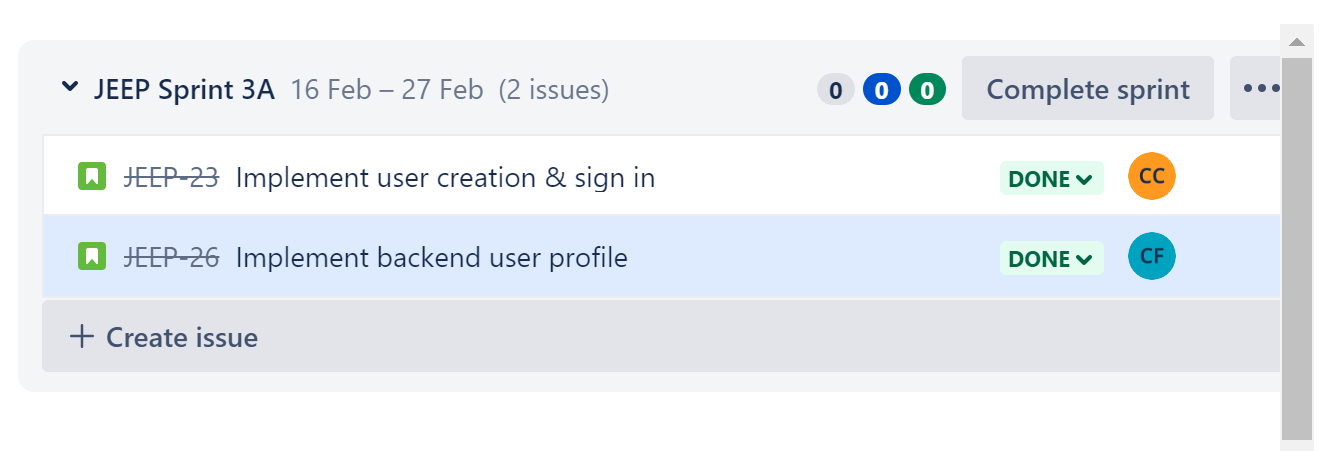 JEEP Sprint 3A 16 Feb – 27 Feb (2 issues) 0 0 0 Complete sprint
JEEP-23 Implement user creation & sign in DONE CC
JEEP-26 Implement backend user profile DONE CF
Create issue